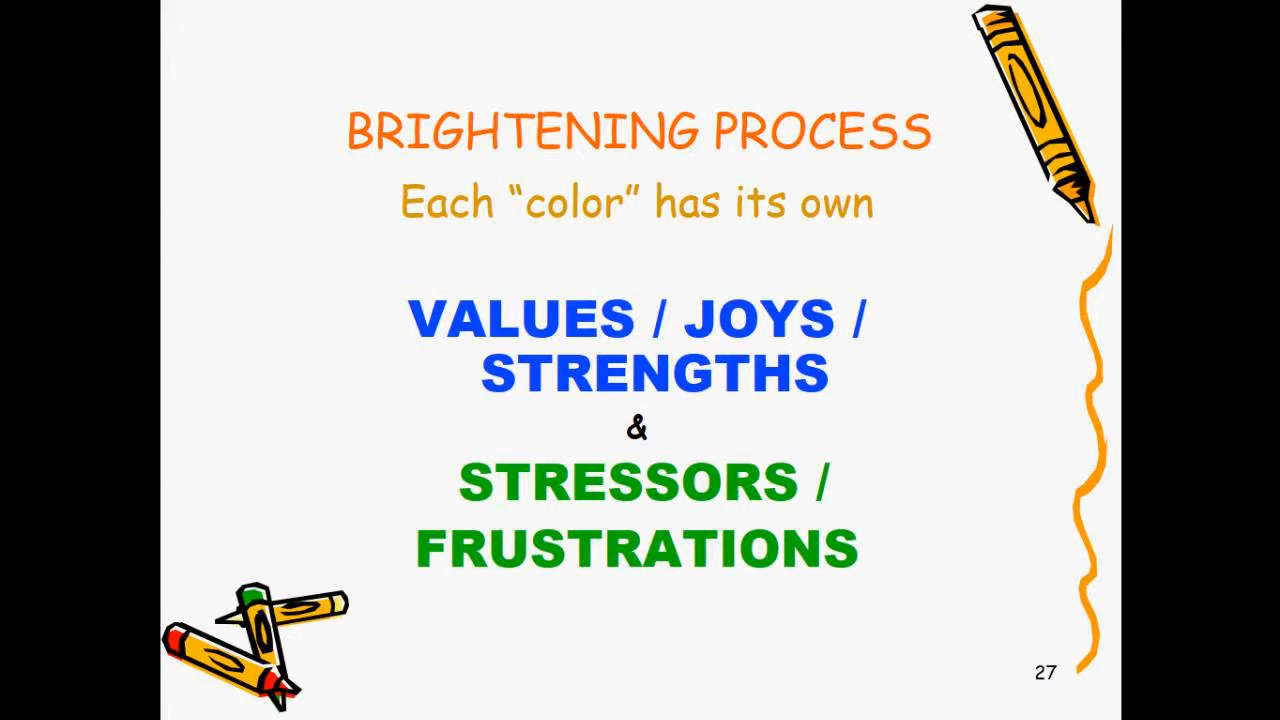 BRIGHTENING PROCESS
Each “color” has its own
VALUES / JOYS /
STRENGTHS
&
STRESSORS /
FRUSTRATIONS
27